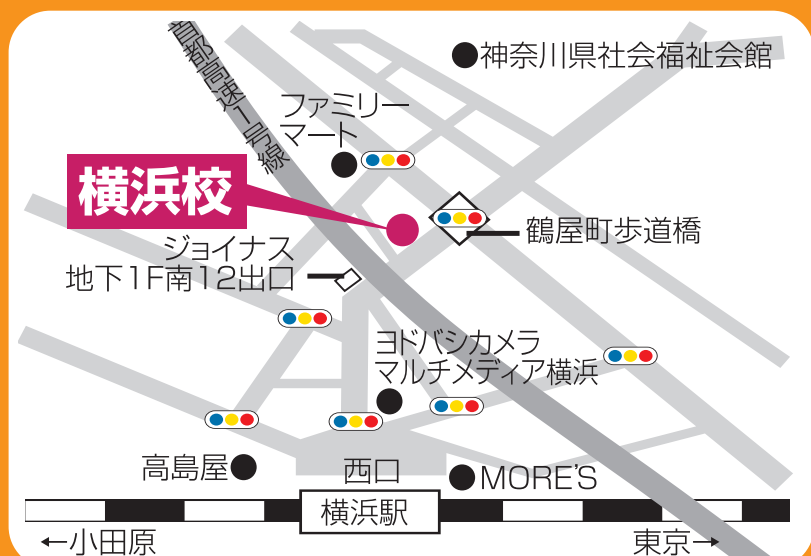 神奈川県社会福祉会館
首都高速1号線
ファミリー
マート
横浜校
鶴屋町歩道橋
ジョイナス
地下1F南12出口
ヨドバシカメラ
マルチメディア横浜
高島屋
西口
MORE'S
横浜駅
←小田原
東京→